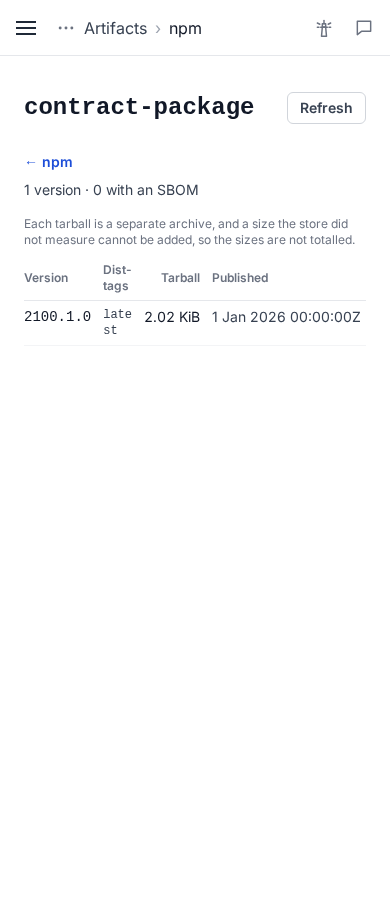 ··· Artifacts › npm
contract-package
Refresh
← npm
1 version · 0 with an SBOM
Each tarball is a separate archive, and a size the store did
not measure cannot be added, so the sizes are not totalled.
Version Dist-tags Tarball Published
2100.1.0 latest 2.02 KiB 1 Jan 2026 00:00:00Z